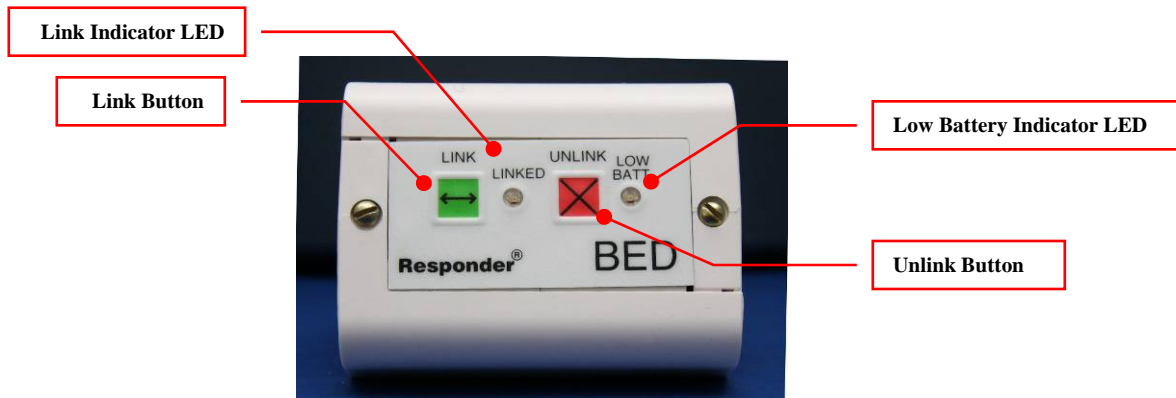 Link Indicator LED
Link Button
Low Battery Indicator LED
LINK
UNLINK
LOW
LINKED
BATT
Unlink Button
Responder®
BED